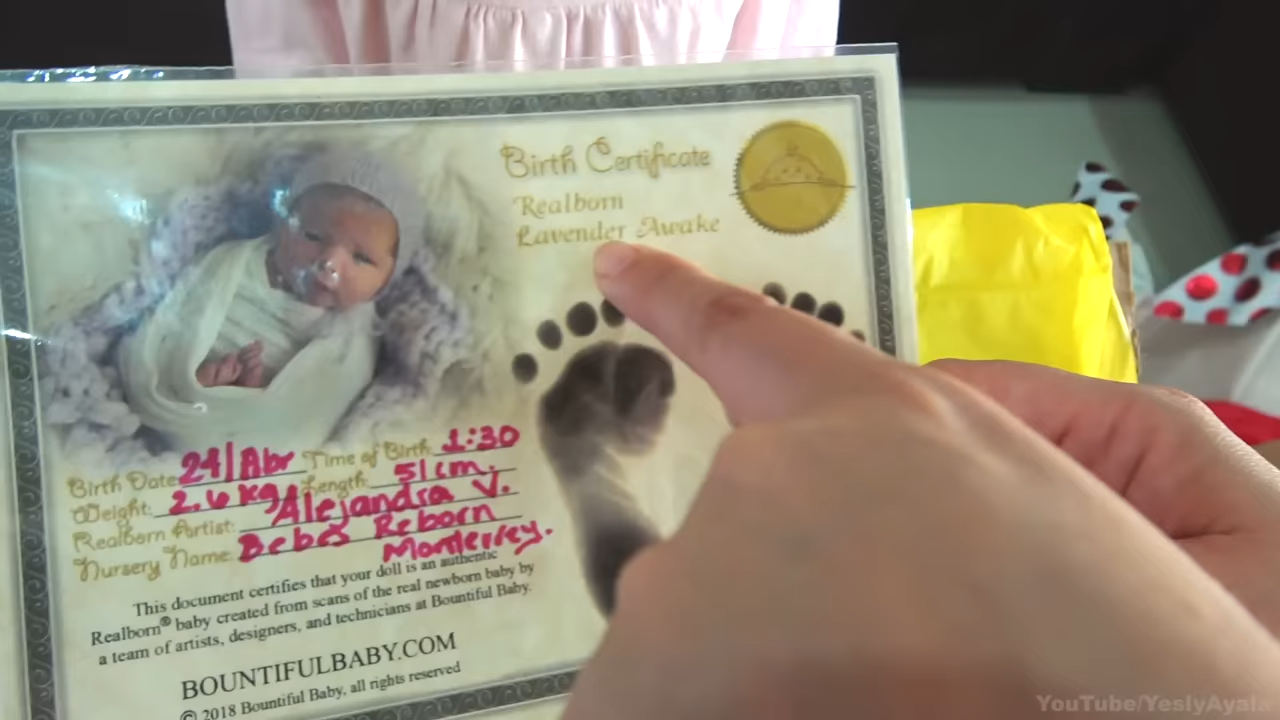 Birth Certificate
Realborn
Lavender Awake
Birth Date: 24/Abr Time of Birth: 1:30
Weight: 2.6 kg Length: 51 cm.
Realborn Artist: Alejandra V.
Nursery Name: Bebes Reborn
Monterrey.
This document certifies that your doll is an authentic
Realborn® baby created from scans of the real newborn baby by
a team of artists, designers, and technicians at Bountiful Baby.
BOUNTIFULBABY.COM
© 2018 Bountiful Baby, all rights reserved
YouTube/YeslyAyala